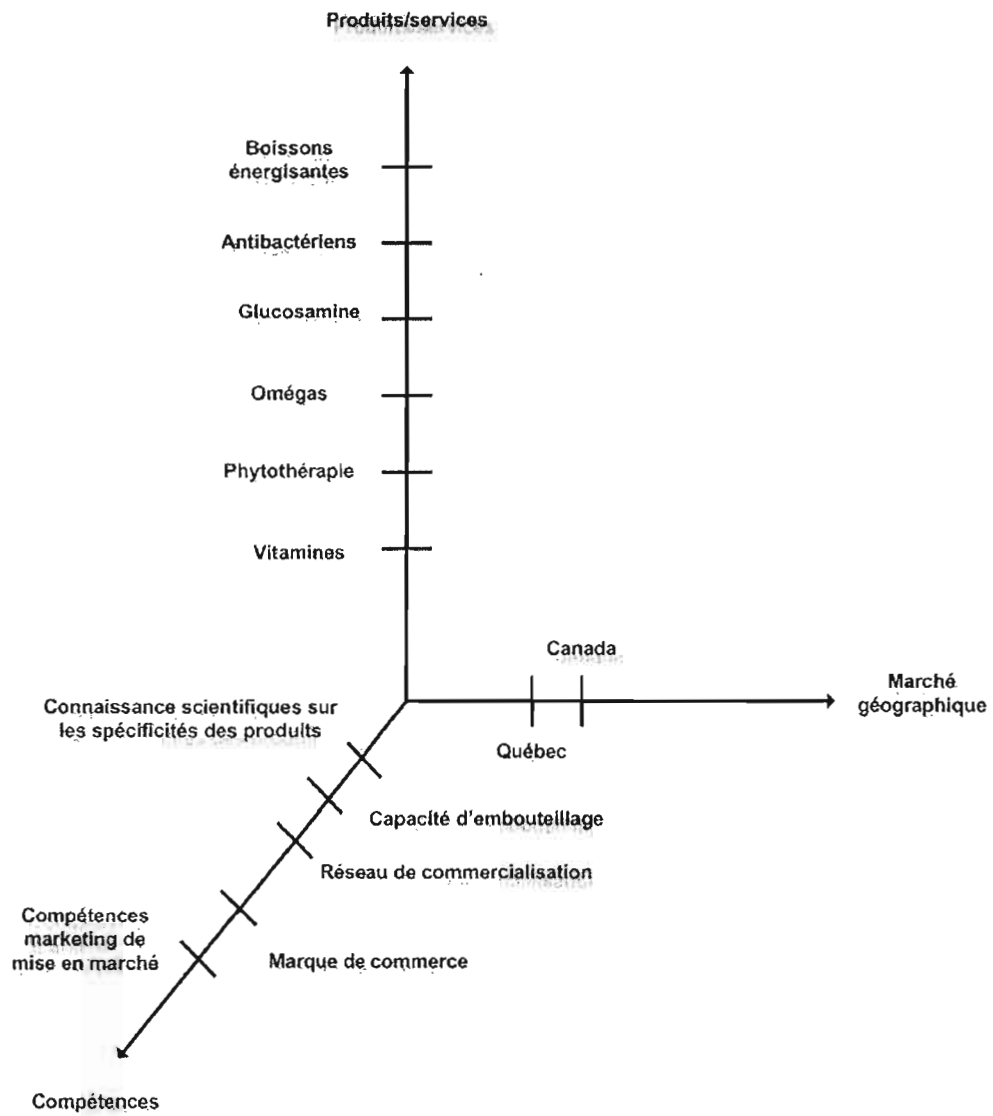 Produits/services
Boissons
énergisantes
Antibactériens
Glucosamine
Omégas
Phytothérapie
Vitamines
Canada
Marché
géographique
Québec
Connaissance scientifiques sur
les spécificités des produits
Capacité d'embouteillage
Réseau de commercialisation
Compétences
marketing de
mise en marché
Marque de commerce
Compétences